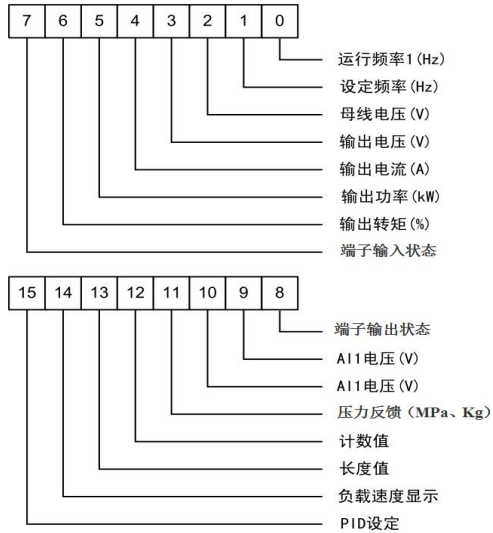 7 6 5 4 3 2 1 0
运行频率1(Hz)
设定频率(Hz)
母线电压(V)
输出电压(V)
输出电流(A)
输出功率(kW)
输出转矩(%)
端子输入状态
15 14 13 12 11 10 9 8
端子输出状态
AI1电压(V)
AI1电压(V)
压力反馈（MPa、Kg）
计数值
长度值
负载速度显示
PID设定